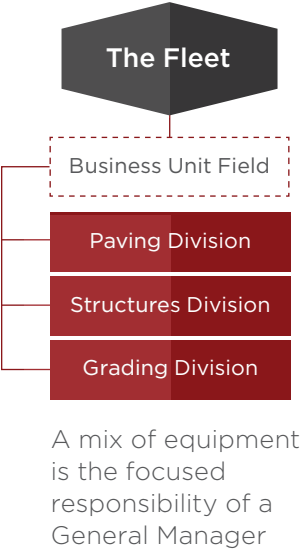 The Fleet
Business Unit Field
Paving Division
Structures Division
Grading Division
A mix of equipment
is the focused
responsibility of a
General Manager